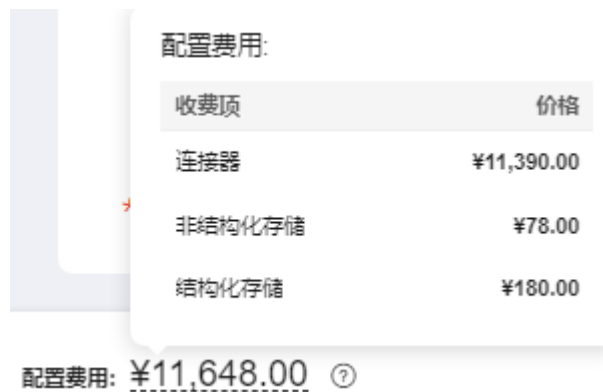 配置费用:
收费项 价格
连接器 ¥11,390.00
非结构化存储 ¥78.00
结构化存储 ¥180.00
配置费用: ¥11,648.00 ?